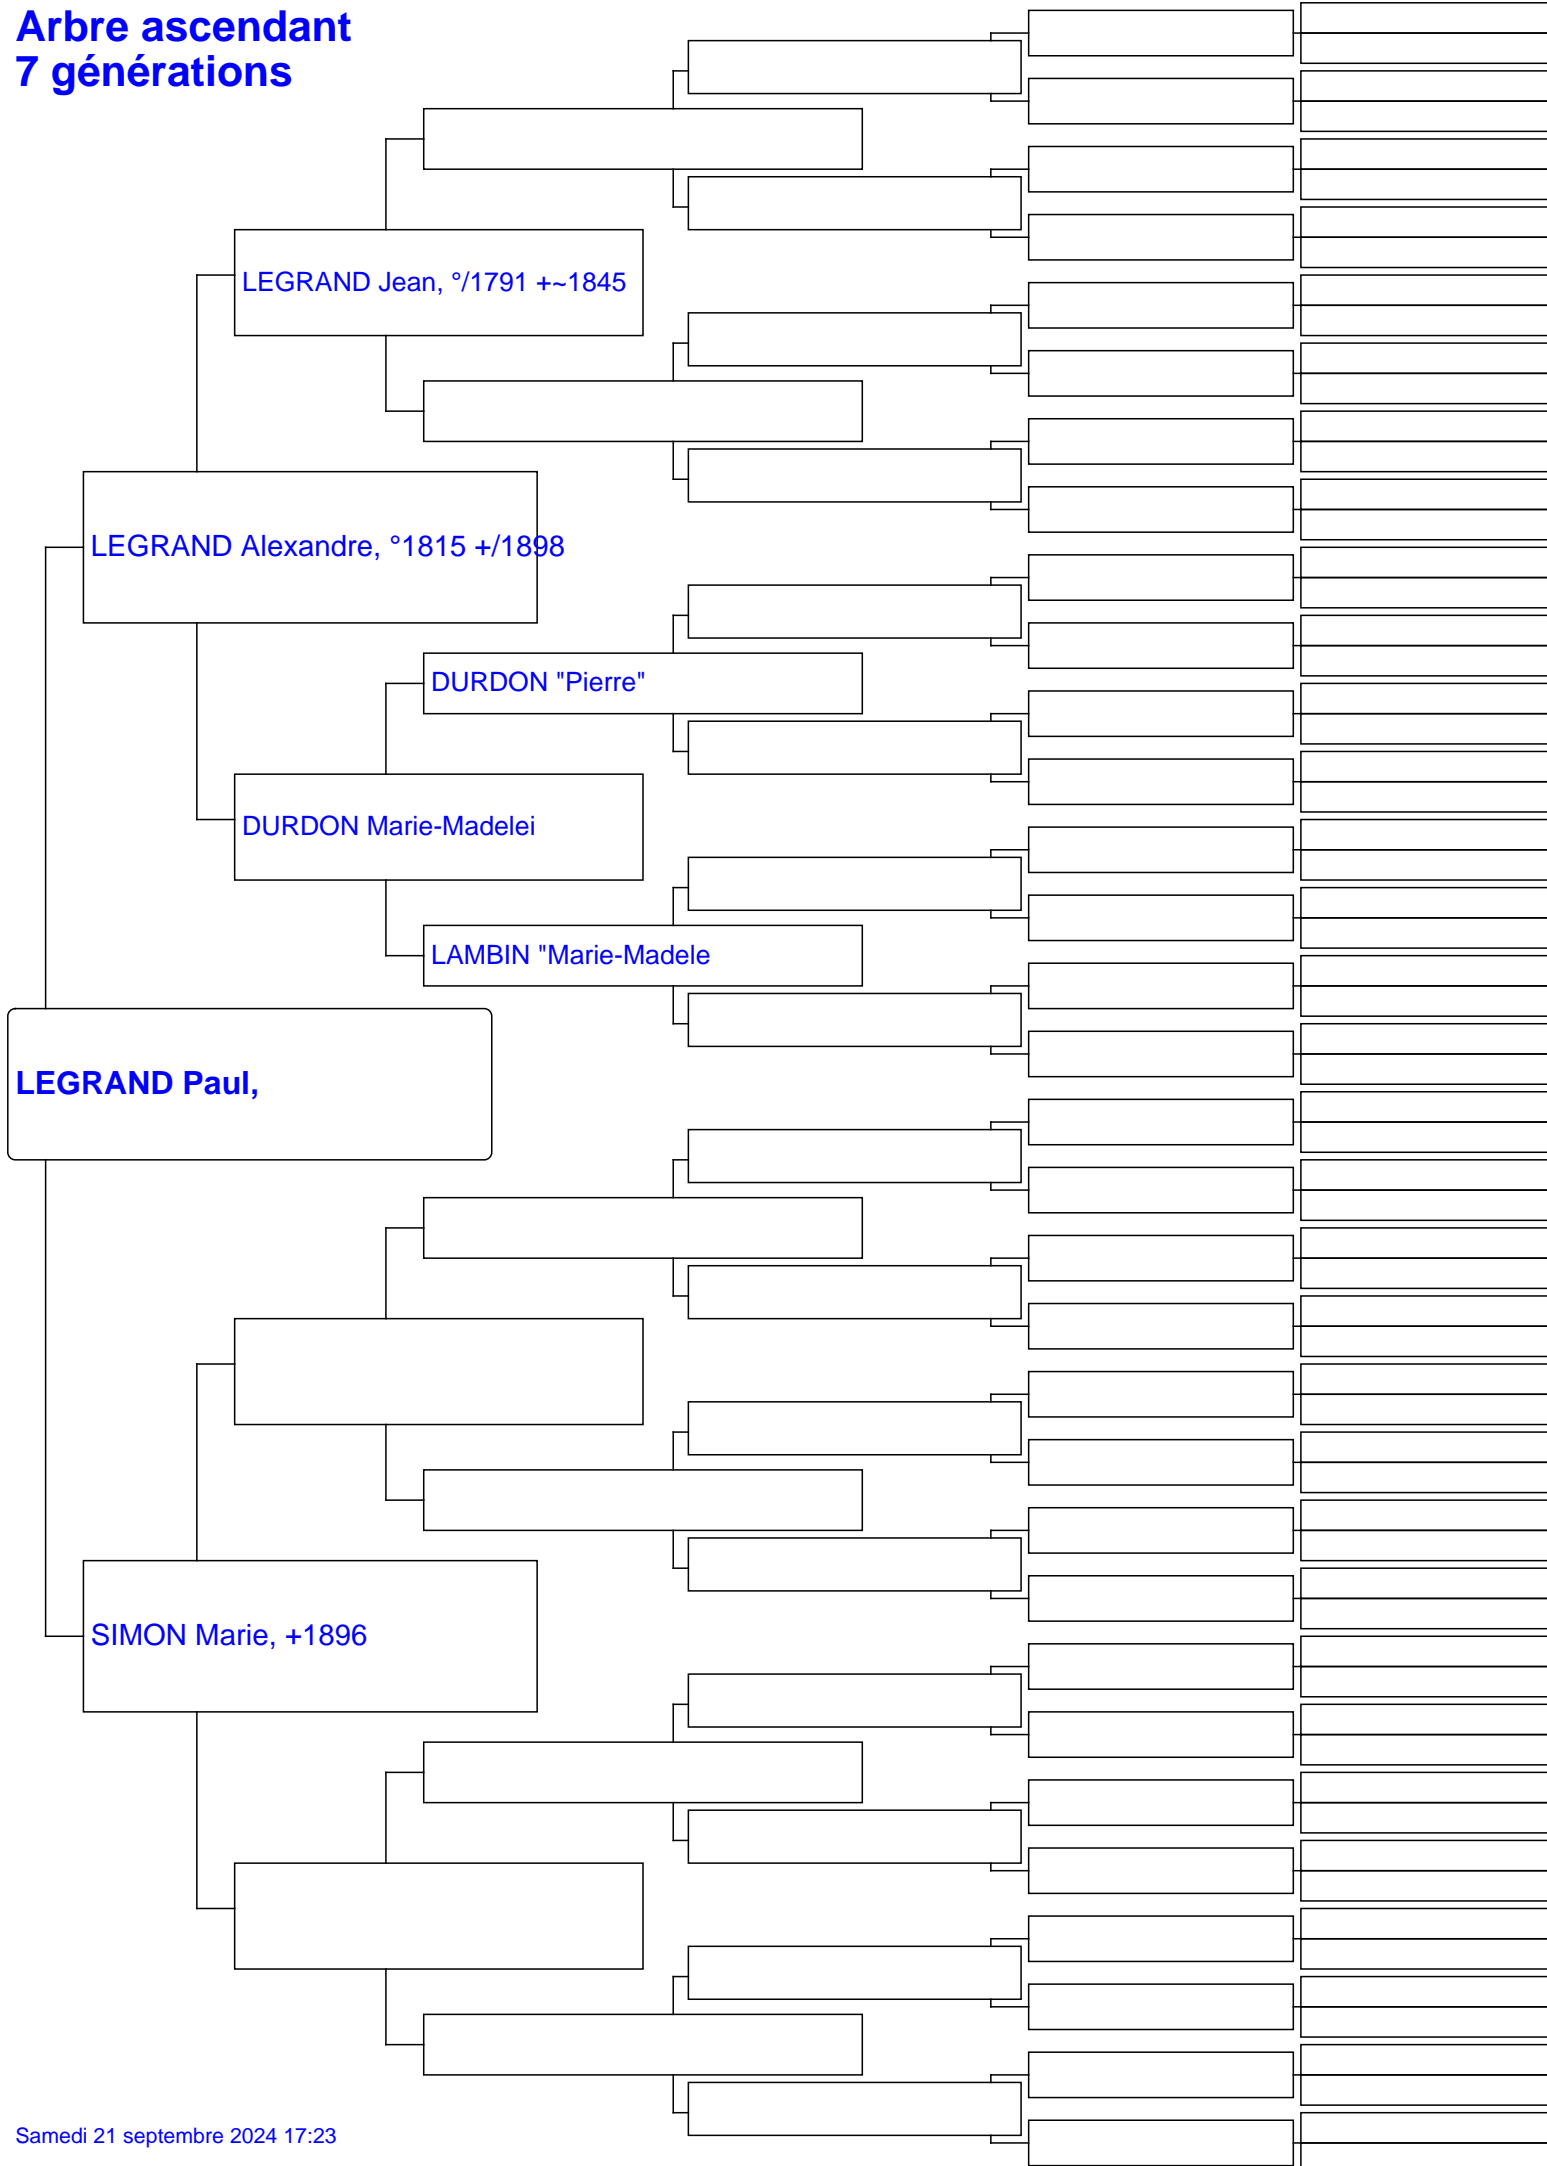 Arbre ascendant
7 générations
LEGRAND Jean, °/1791 +~1845
LEGRAND Alexandre, °1815 +/1898
DURDON "Pierre"
DURDON Marie-Madelei
LAMBIN "Marie-Madele
LEGRAND Paul,
SIMON Marie, +1896
Samedi 21 septembre 2024 17:23